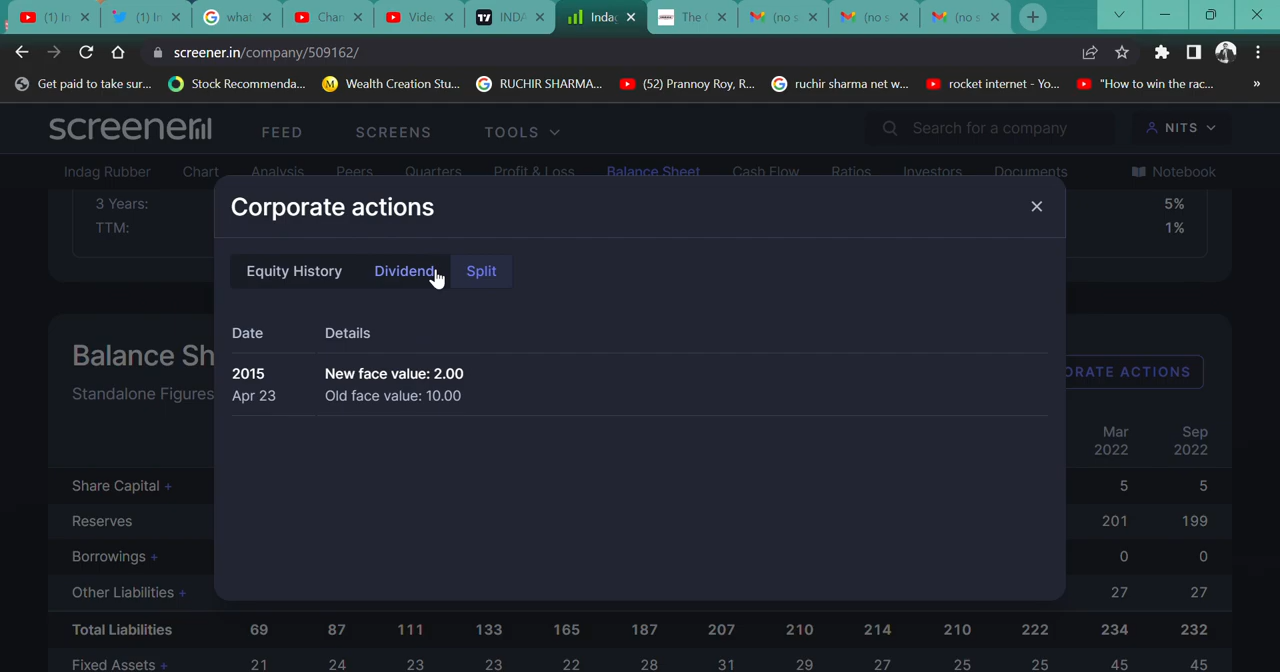 (1) In
(1) In
what
Chan
Vide
INDA
Inda
The
(no s
(no s
(no s
screener.in/company/509162/
Get paid to take sur...
Stock Recommenda...
Wealth Creation Stu...
RUCHIR SHARMA...
(52) Prannoy Roy, R...
ruchir sharma net w...
rocket internet - Yo...
"How to win the rac...
»
screener
FEED
SCREENS
TOOLS
Search for a company
NITS
Indag Rubber
Chart
Analysis
Peers
Quarters
Profit & Loss
Balance Sheet
Cash Flow
Ratios
Investors
Documents
Notebook
3 Years:
5%
TTM:
1%
Corporate actions
Equity History
Dividend
Split
Date Details
2015 New face value: 2.00
Apr 23 Old face value: 10.00
Balance Sh
Standalone Figures
ORATE ACTIONS
Mar 2022
Sep 2022
Share Capital + 5 5
Reserves 201 199
Borrowings + 0 0
Other Liabilities + 27 27
Total Liabilities 69 87 111 133 165 187 207 210 214 210 222 234 232
Fixed Assets + 21 24 23 23 22 28 31 29 27 25 25 45 45